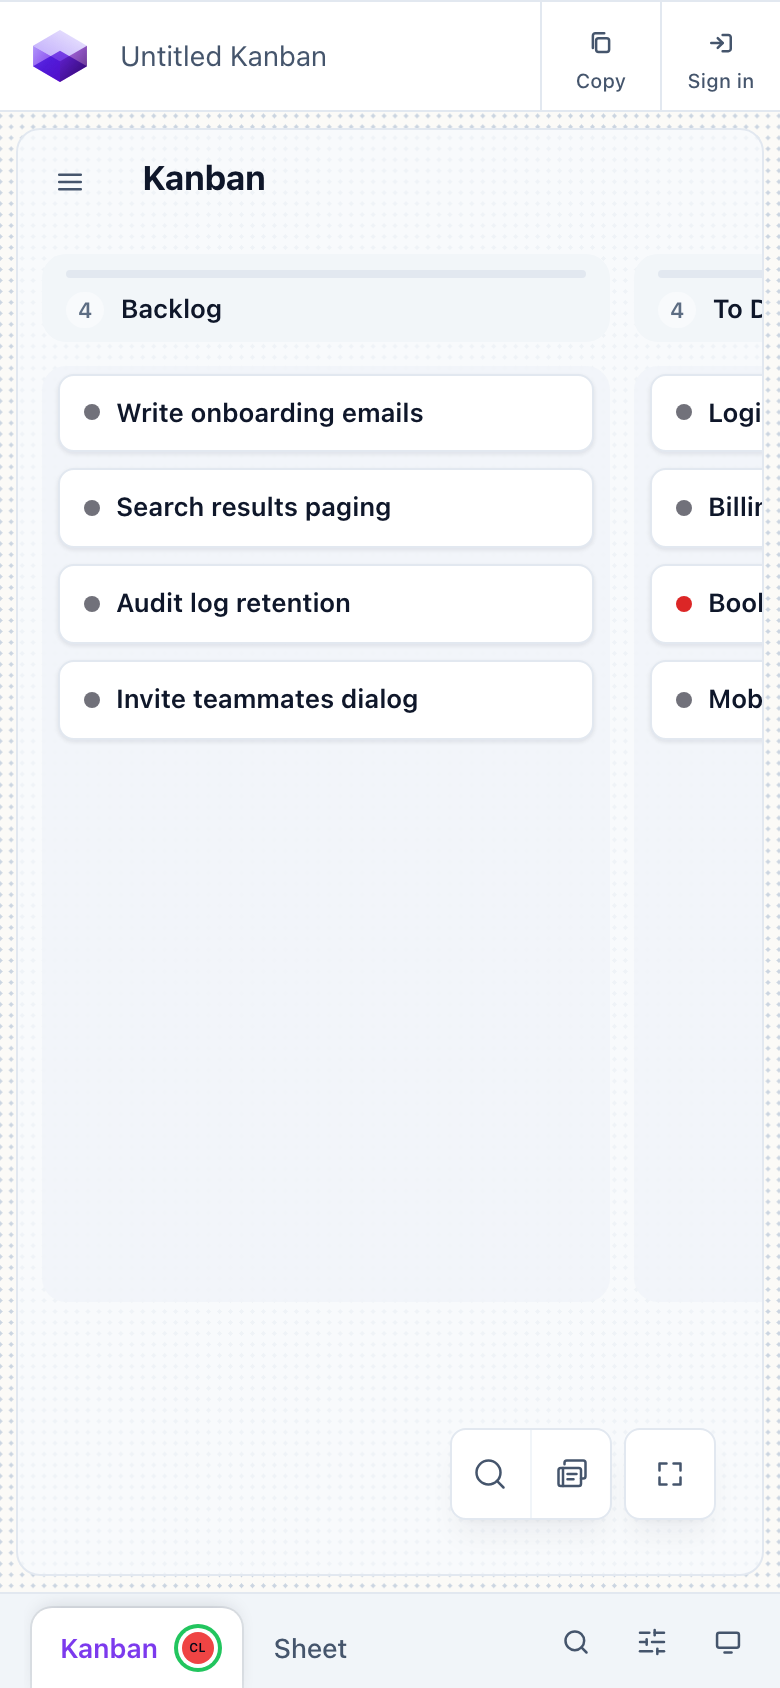 Untitled Kanban
Copy
Sign in
Kanban
4 Backlog
4 To
Write onboarding emails
Search results paging
Audit log retention
Invite teammates dialog
Kanban
CL
Sheet